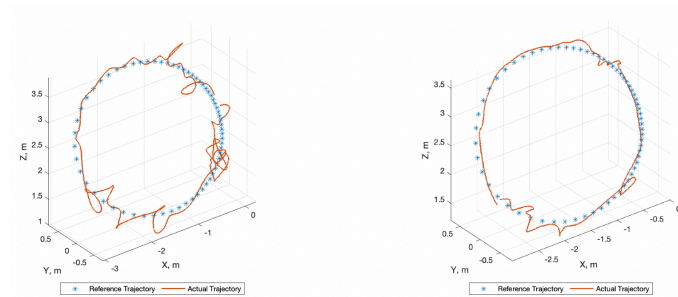 3.5
3
2.5
2
1.5
1
Z, m
0.5
0
-0.5
Y, m
-3
-2
-1
0
X, m
Reference Trajectory
Actual Trajectory
3.5
3
2.5
2
1.5
Z, m
0.5
0
-0.5
Y, m
-2.5
-2
-1.5
-1
-0.5
0
X, m
Reference Trajectory
Actual Trajectory